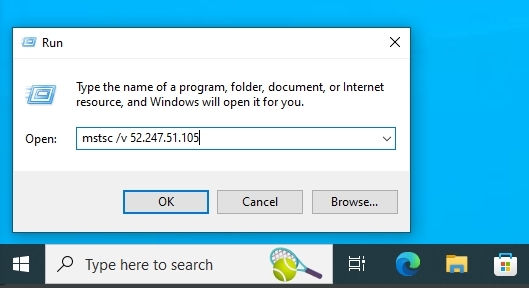 Run
Type the name of a program, folder, document, or Internet
resource, and Windows will open it for you.
Open:
mstsc /v 52.247.51.105
OK
Cancel
Browse...
Type here to search